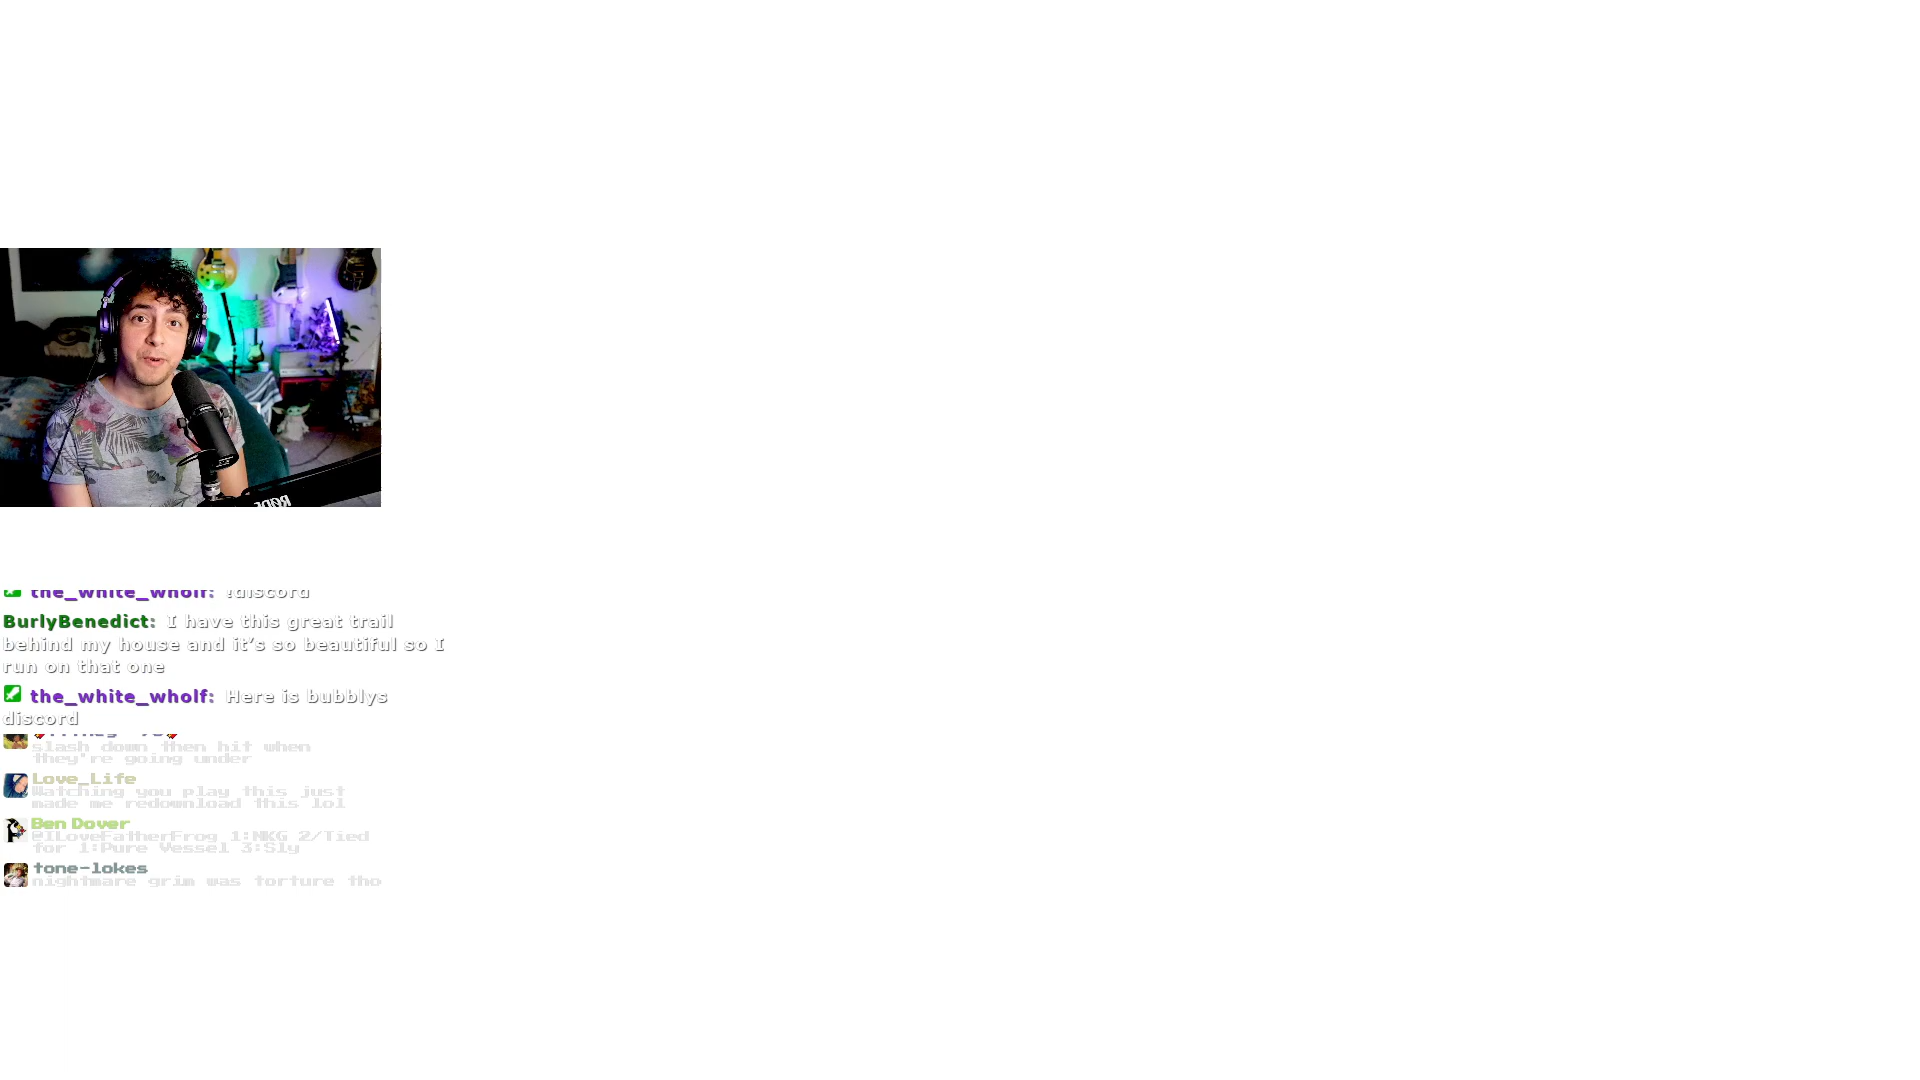 the_white_wholf: !discord
BurlyBenedict: I have this great trail
behind my house and it's so beautiful so I
run on that one
the_white_wholf: Here is bubblys
discord
slash down then hit when
they're going under
Love_Life
Watching you play this just
made me redownload this lol
Ben Dover
@ILoveFatherFrog 1:NKG 2/Tied
for 1:Pure Vessel 3:Sly
tone-lokes
nightmare grim was torture tho